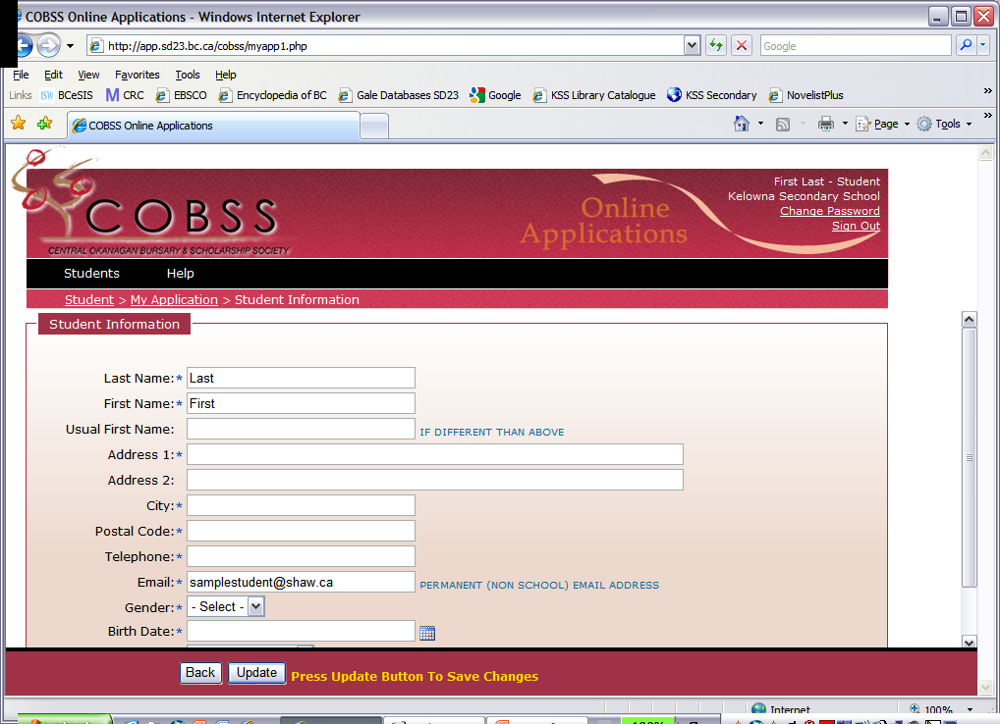 COBSS Online Applications - Windows Internet Explorer
http://app.sd23.bc.ca/cobss/myapp1.php
Google
File Edit View Favorites Tools Help
Links BCeSIS CRC EBSCO Encyclopedia of BC Gale Databases SD23 Google KSS Library Catalogue KSS Secondary NovelistPlus
COBSS Online Applications
Page Tools
First Last - Student
Kelowna Secondary School
Change Password
Sign Out
COBSS
CENTRAL OKANAGAN BURSARY & SCHOLARSHIP SOCIETY
Online
Applications
Students Help
Student > My Application > Student Information
Student Information
Last Name:* Last
First Name:* First
Usual First Name: IF DIFFERENT THAN ABOVE
Address 1:*
Address 2:
City:*
Postal Code:*
Telephone:*
Email:* samplestudent@shaw.ca PERMANENT (NON SCHOOL) EMAIL ADDRESS
Gender:* - Select -
Birth Date:*
Back Update Press Update Button To Save Changes
Internet 100%